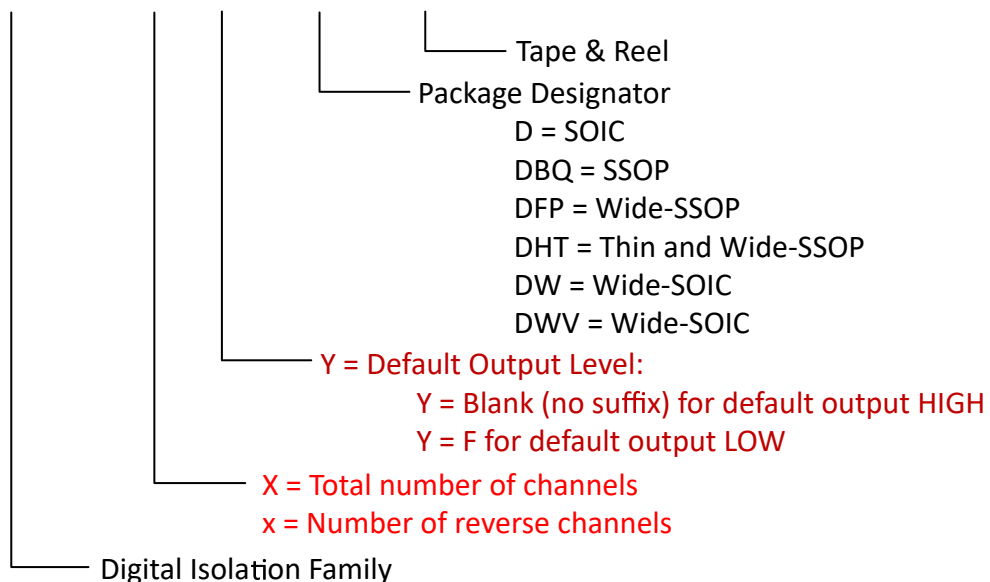 Tape & Reel
Package Designator
D = SOIC
DBQ = SSOP
DFP = Wide-SSOP
DHT = Thin and Wide-SSOP
DW = Wide-SOIC
DWV = Wide-SOIC
Y = Default Output Level:
Y = Blank (no suffix) for default output HIGH
Y = F for default output LOW
X = Total number of channels
x = Number of reverse channels
Digital Isolation Family